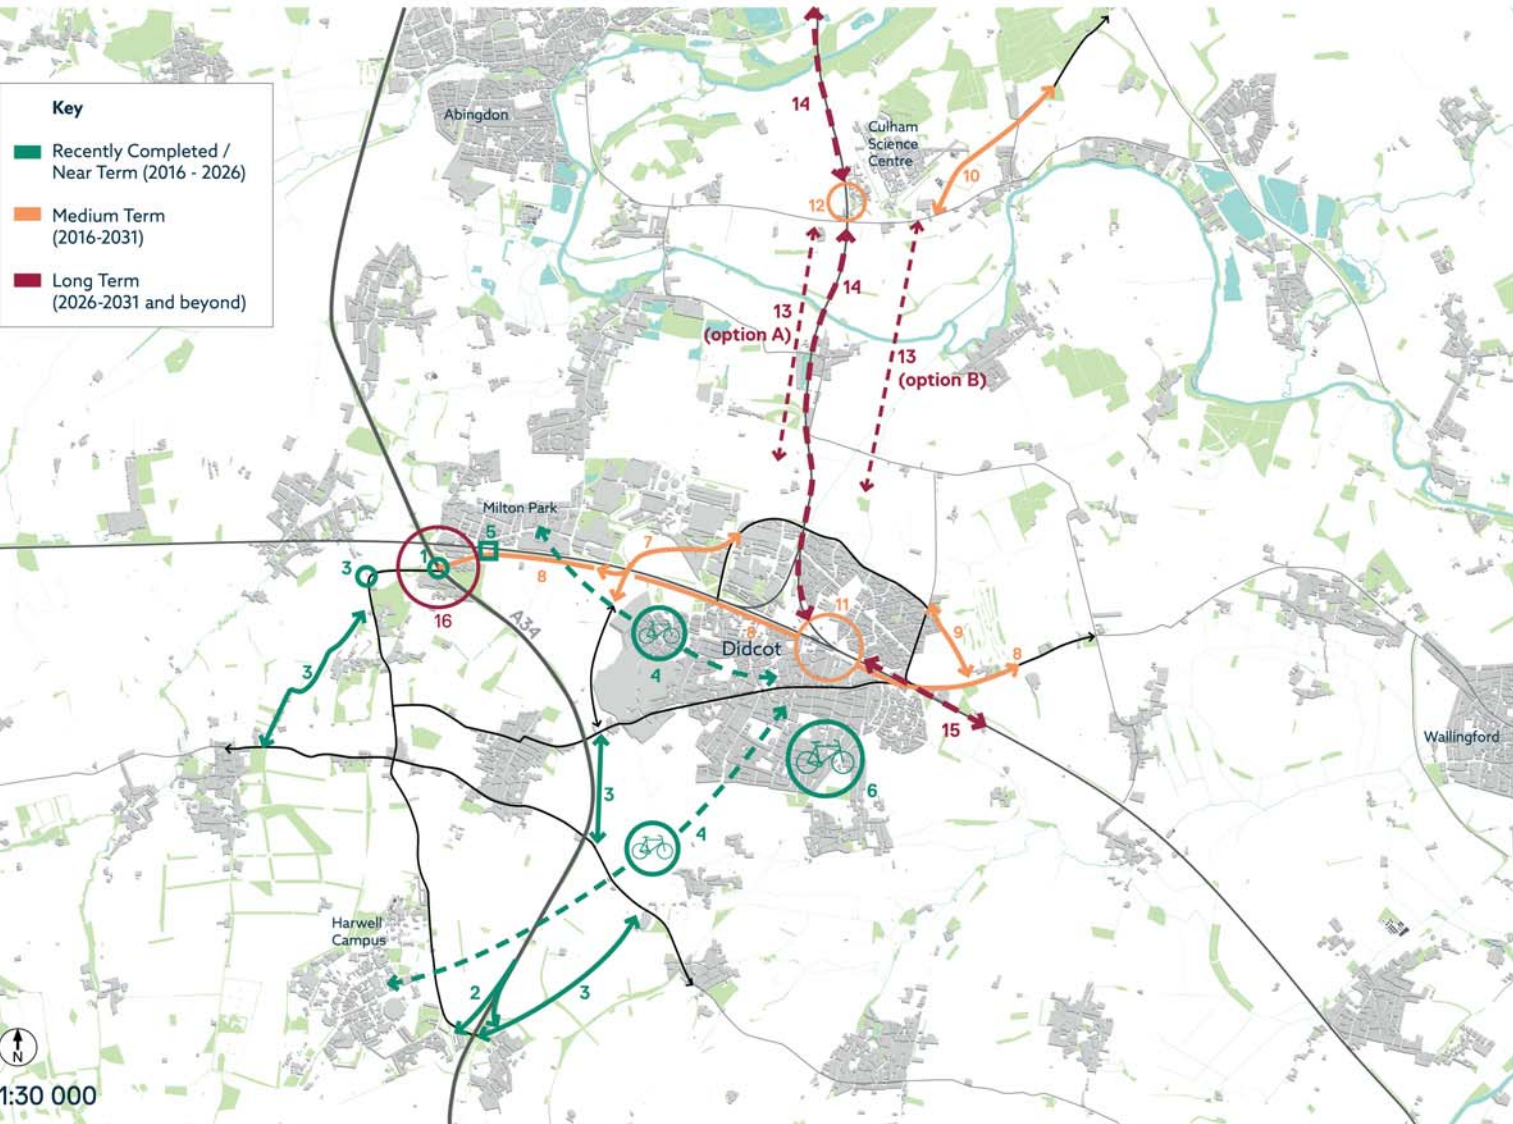 Key
Recently Completed /
Near Term (2016 - 2026)
Medium Term
(2016-2031)
Long Term
(2026-2031 and beyond)
Abingdon
14
Culham
Science
Centre
10
12
14
13
(option A)
13
(option B)
Milton Park
5
1
3
7
8
16
A34
11
8
9
8
Didcot
4
3
15
Wallingford
3
6
4
Harwell
Campus
2
3
N
1:30 000